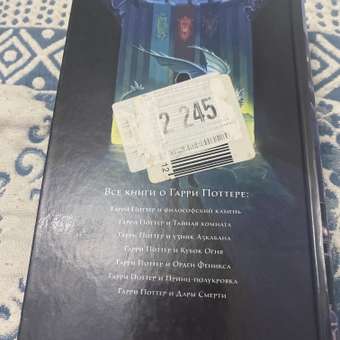 2 245
Все книги о Гарри Поттере:
Гарри Поттер и философский камень
Гарри Поттер и Тайная комната
Гарри Поттер и узник Азкабана
Гарри Поттер и Кубок Огня
Гарри Поттер и Орден Феникса
Гарри Поттер и Принц-полукровка
Гарри Поттер и Дары Смерти